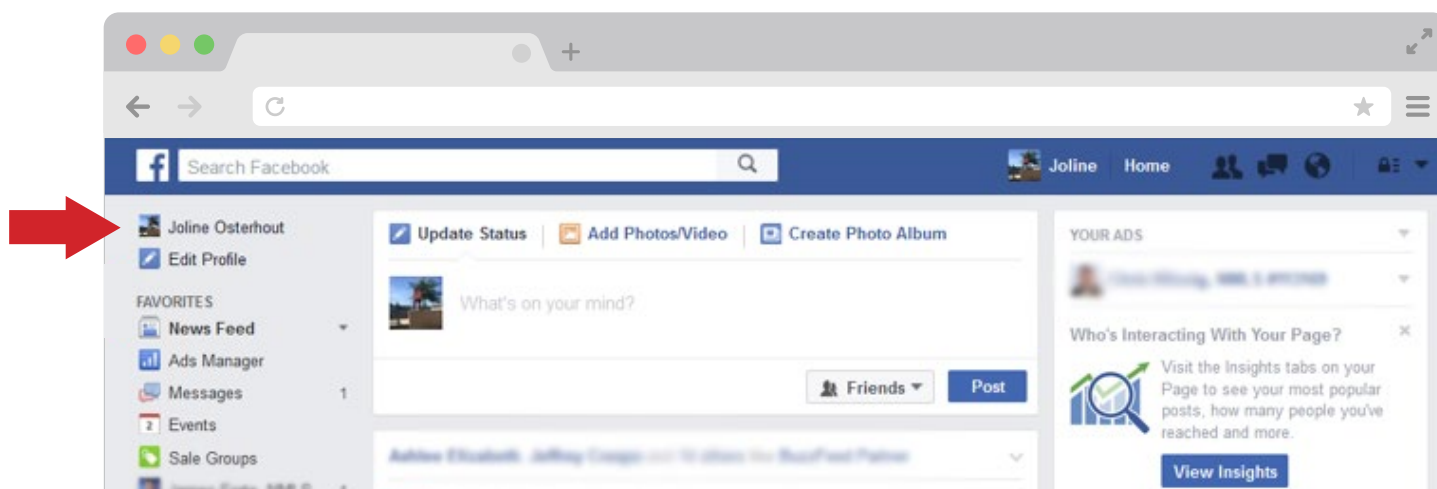 f
Search Facebook
Joline Home
Joline Osterhout
Edit Profile
FAVORITES
News Feed
Ads Manager
Messages 1
2 Events
Sale Groups
Update Status Add Photos/Video Create Photo Album
What's on your mind?
Friends Post
YOUR ADS
Who's Interacting With Your Page?
Visit the Insights tabs on your
Page to see your most popular
posts, how many people you've
reached and more.
View Insights